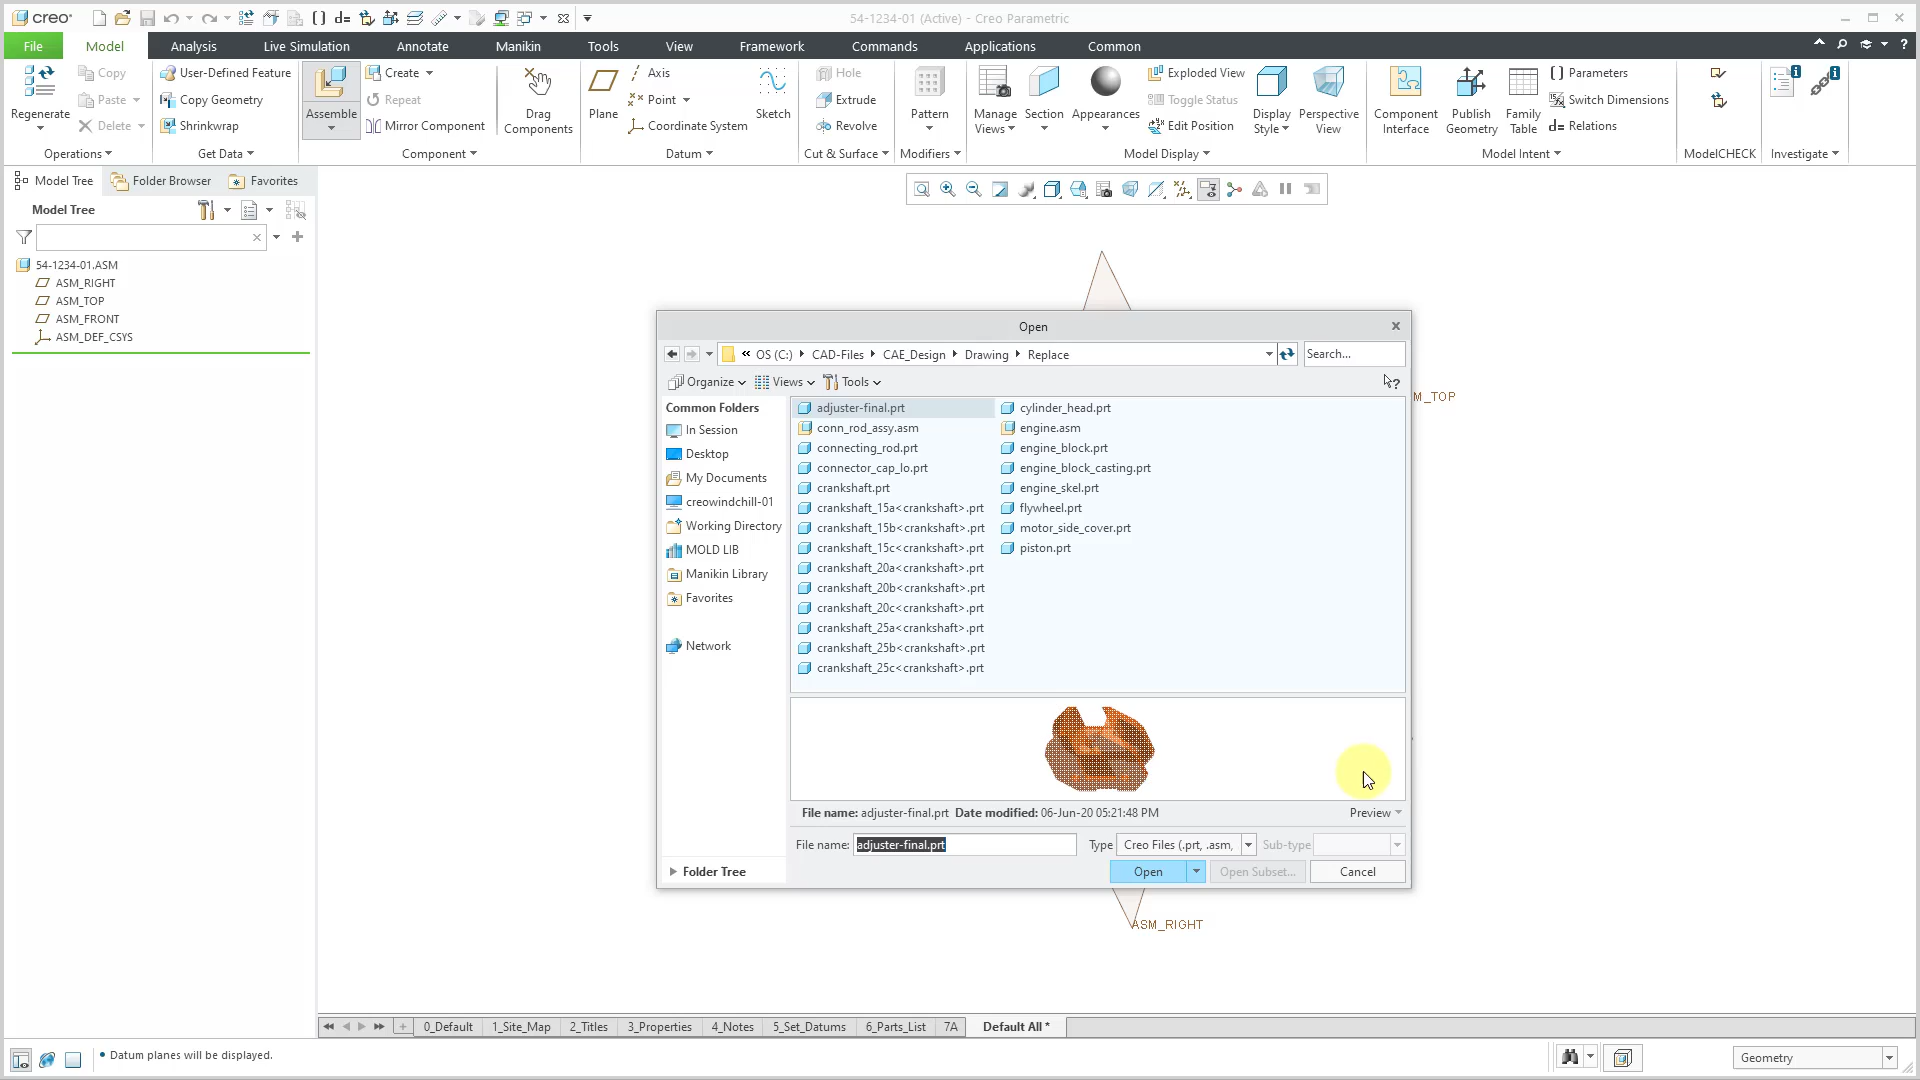 creo°
d=
54-1234-01 (Active) - Creo Parametric
File
Model
Analysis
Live Simulation
Annotate
Manikin
Tools
View
Framework
Commands
Applications
Common
?
Regenerate
Copy
Paste
Delete
Operations
User-Defined Feature
Copy Geometry
Shrinkwrap
Get Data
Assemble
Create
Repeat
Mirror Component
Drag
Components
Component
Plane
Axis
Point
Coordinate System
Sketch
Datum
Hole
Extrude
Revolve
Cut & Surface
Pattern
Modifiers
Manage
Views
Section
Appearances
Exploded View
Toggle Status
Edit Position
Display
Style
Perspective
View
Model Display
Component
Interface
Publish
Geometry
Family
Table
Parameters
Switch Dimensions
d= Relations
Model Intent
ModelCHECK
Investigate
Model Tree
Folder Browser
Favorites
Model Tree
54-1234-01.ASM
ASM_RIGHT
ASM_TOP
ASM_FRONT
ASM_DEF_CSYS
M_TOP
ASM_RIGHT
Open
« OS (C:) CAD-Files CAE_Design Drawing Replace
Search...
Organize
Views
Tools
Common Folders
In Session
Desktop
My Documents
creowindchill-01
Working Directory
MOLD LIB
Manikin Library
Favorites
Network
Folder Tree
adjuster-final.prt
conn_rod_assy.asm
connecting_rod.prt
connector_cap_lo.prt
crankshaft.prt
crankshaft_15a<crankshaft>.prt
crankshaft_15b<crankshaft>.prt
crankshaft_15c<crankshaft>.prt
crankshaft_20a<crankshaft>.prt
crankshaft_20b<crankshaft>.prt
crankshaft_20c<crankshaft>.prt
crankshaft_25a<crankshaft>.prt
crankshaft_25b<crankshaft>.prt
crankshaft_25c<crankshaft>.prt
cylinder_head.prt
engine.asm
engine_block.prt
engine_block_casting.prt
engine_skel.prt
flywheel.prt
motor_side_cover.prt
piston.prt
File name: adjuster-final.prt Date modified: 06-Jun-20 05:21:48 PM
Preview
File name: adjuster-final.prt
Type Creo Files (.prt, .asm,
Sub-type
Open
Open Subset...
Cancel
0_Default
1_Site_Map
2_Titles
3_Properties
4_Notes
5_Set_Datums
6_Parts_List
7A
Default All *
• Datum planes will be displayed.
Geometry